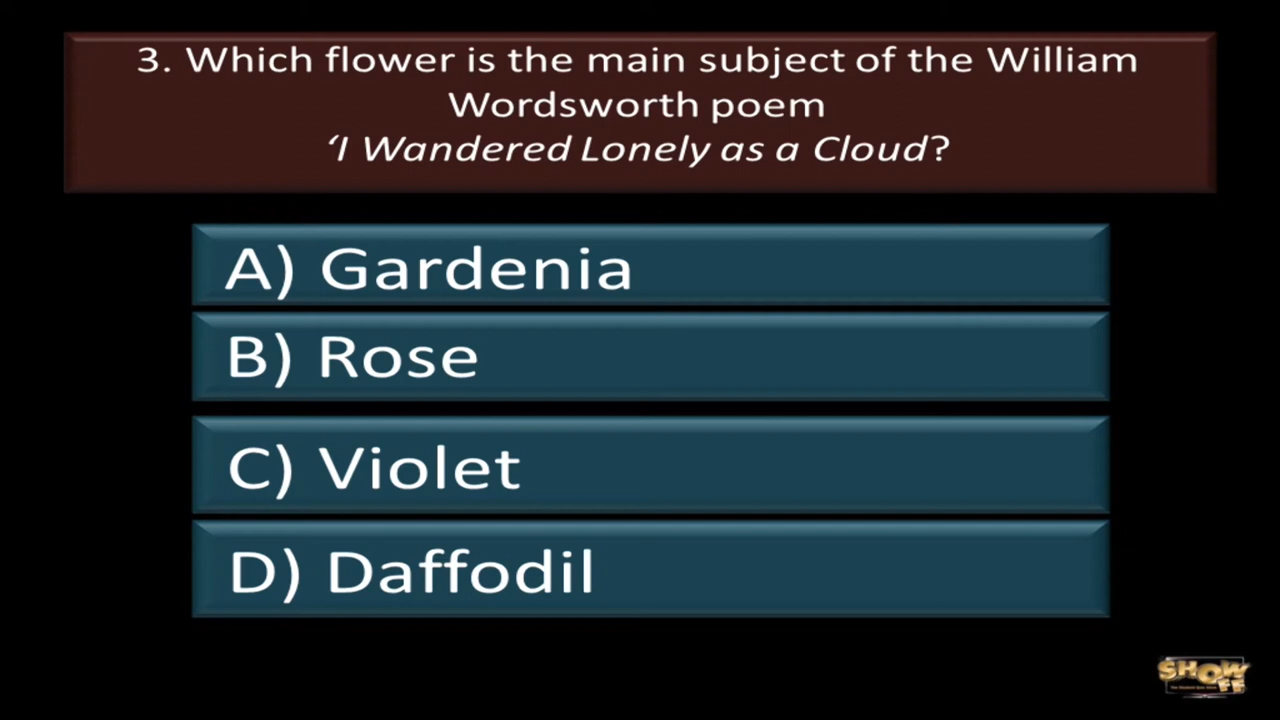 3. Which flower is the main subject of the William
Wordsworth poem
‘I Wandered Lonely as a Cloud?
A) Gardenia
B) Rose
C) Violet
D) Daffodil
SHOW
FF